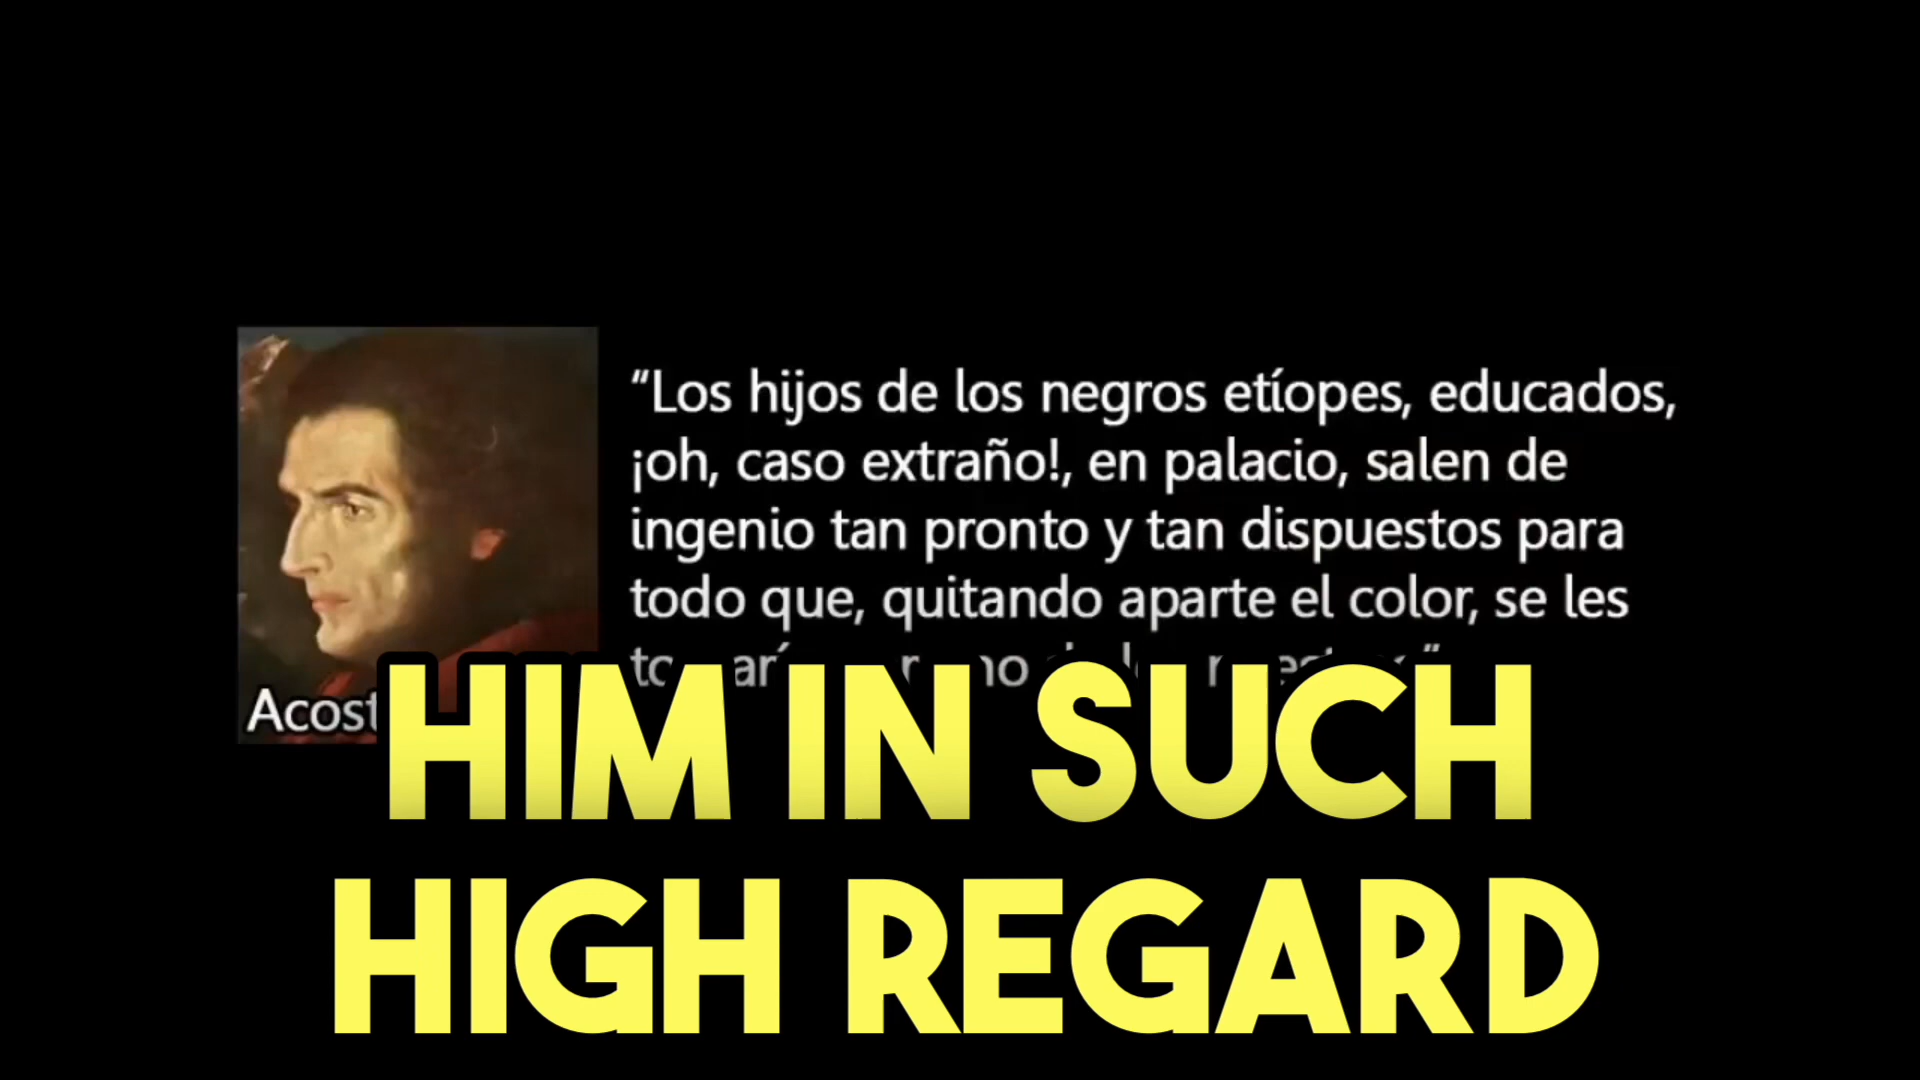 “Los hijos de los negros etíopes, educados,
¡oh, caso extraño!, en palacio, salen de
ingenio tan pronto y tan dispuestos para
todo que, quitando aparte el color, se les
HIM IN SUCH
HIGH REGARD